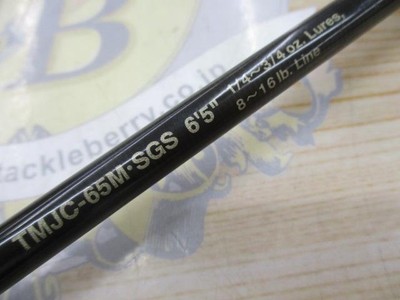 TMJC-65M·SGS 6'5" 1/4~3/4 oz. Lures,
8~16 lb. Line
B
tackleberry.co.jp